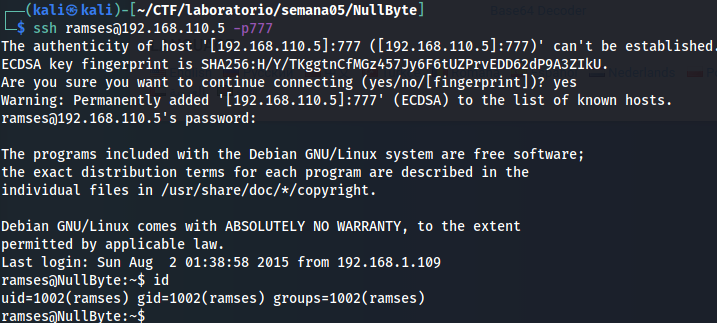 ┌──(kali㉿kali)-[~/CTF/laboratorio/semana05/NullByte]
└─$ ssh ramses@192.168.110.5 -p777
The authenticity of host '[192.168.110.5]:777 ([192.168.110.5]:777)' can't be established.
ECDSA key fingerprint is SHA256:H/Y/TKggtnCfMGz457Jy6F6tUZPrvEDD62dP9A3ZIkU.
Are you sure you want to continue connecting (yes/no/[fingerprint])? yes
Warning: Permanently added '[192.168.110.5]:777' (ECDSA) to the list of known hosts.
ramses@192.168.110.5's password:
The programs included with the Debian GNU/Linux system are free software;
the exact distribution terms for each program are described in the
individual files in /usr/share/doc/*/copyright.
Debian GNU/Linux comes with ABSOLUTELY NO WARRANTY, to the extent
permitted by applicable law.
Last login: Sun Aug  2 01:38:58 2015 from 192.168.1.109
ramses@NullByte:~$ id
uid=1002(ramses) gid=1002(ramses) groups=1002(ramses)
ramses@NullByte:~$